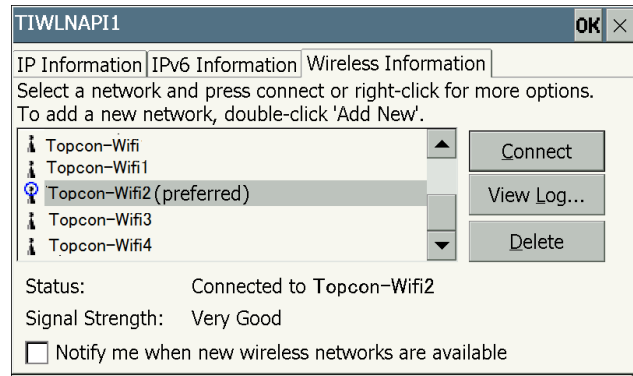 TIWLNAPI1 OK ×
IP Information IPv6 Information Wireless Information
Select a network and press connect or right-click for more options.
To add a new network, double-click 'Add New'.
Topcon-Wifi
Topcon-Wifi1
Topcon-Wifi2 (preferred)
Topcon-Wifi3
Topcon-Wifi4
Connect
View Log...
Delete
Status: Connected to Topcon-Wifi2
Signal Strength: Very Good
Notify me when new wireless networks are available